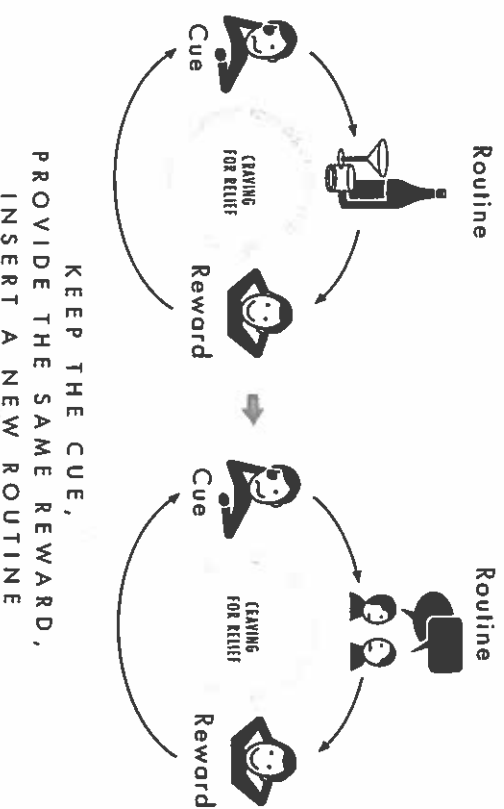 Routine
CRAVING
FOR RELIEF
Cue
Reward
Routine
CRAVING
FOR RELIEF
Cue
Reward
KEEP THE CUE,
PROVIDE THE SAME REWARD,
INSERT A NEW ROUTINE